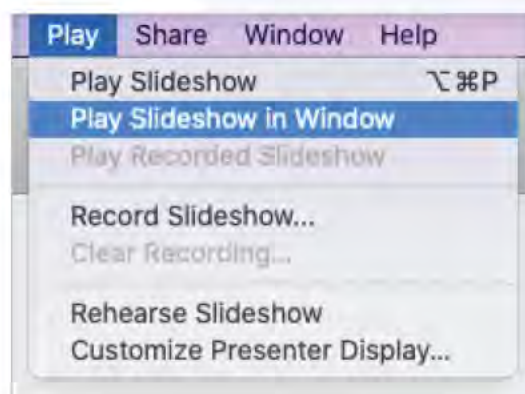 Play Share Window Help
Play Slideshow ⌥⌘P
Play Slideshow in Window
Play Recorded Slideshow
Record Slideshow...
Clear Recording...
Rehearse Slideshow
Customize Presenter Display...